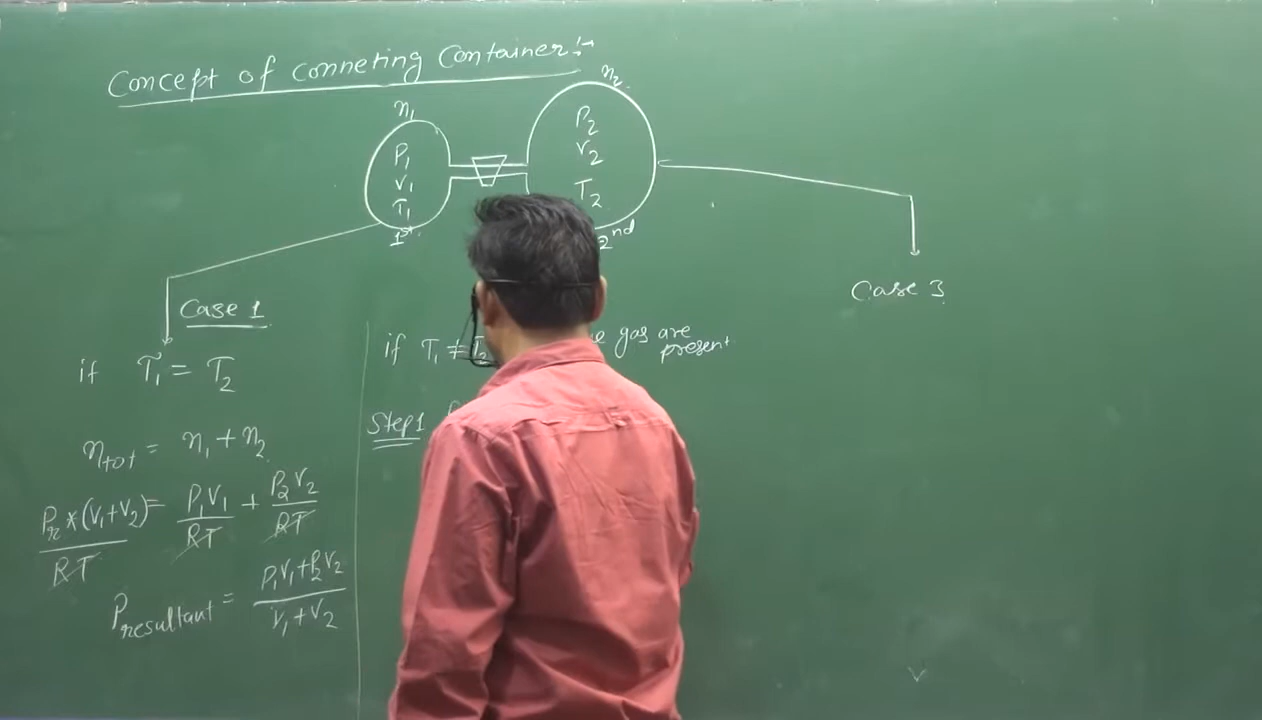 Concept of Conneting Container:→
n₁
P₁
V₁
T₁
1st
n₂
P₂
V₂
T₂
2nd
Case 1
if T₁ = T₂
n_tot = n₁ + n₂
P_r * (V₁+V₂) / RT = P₁V₁ / RT + P₂V₂ / RT
P_resultant = P₁V₁+P₂V₂ / V₁+V₂
if T₁ ≠ T₂ gas are present
Step 1
Case 3